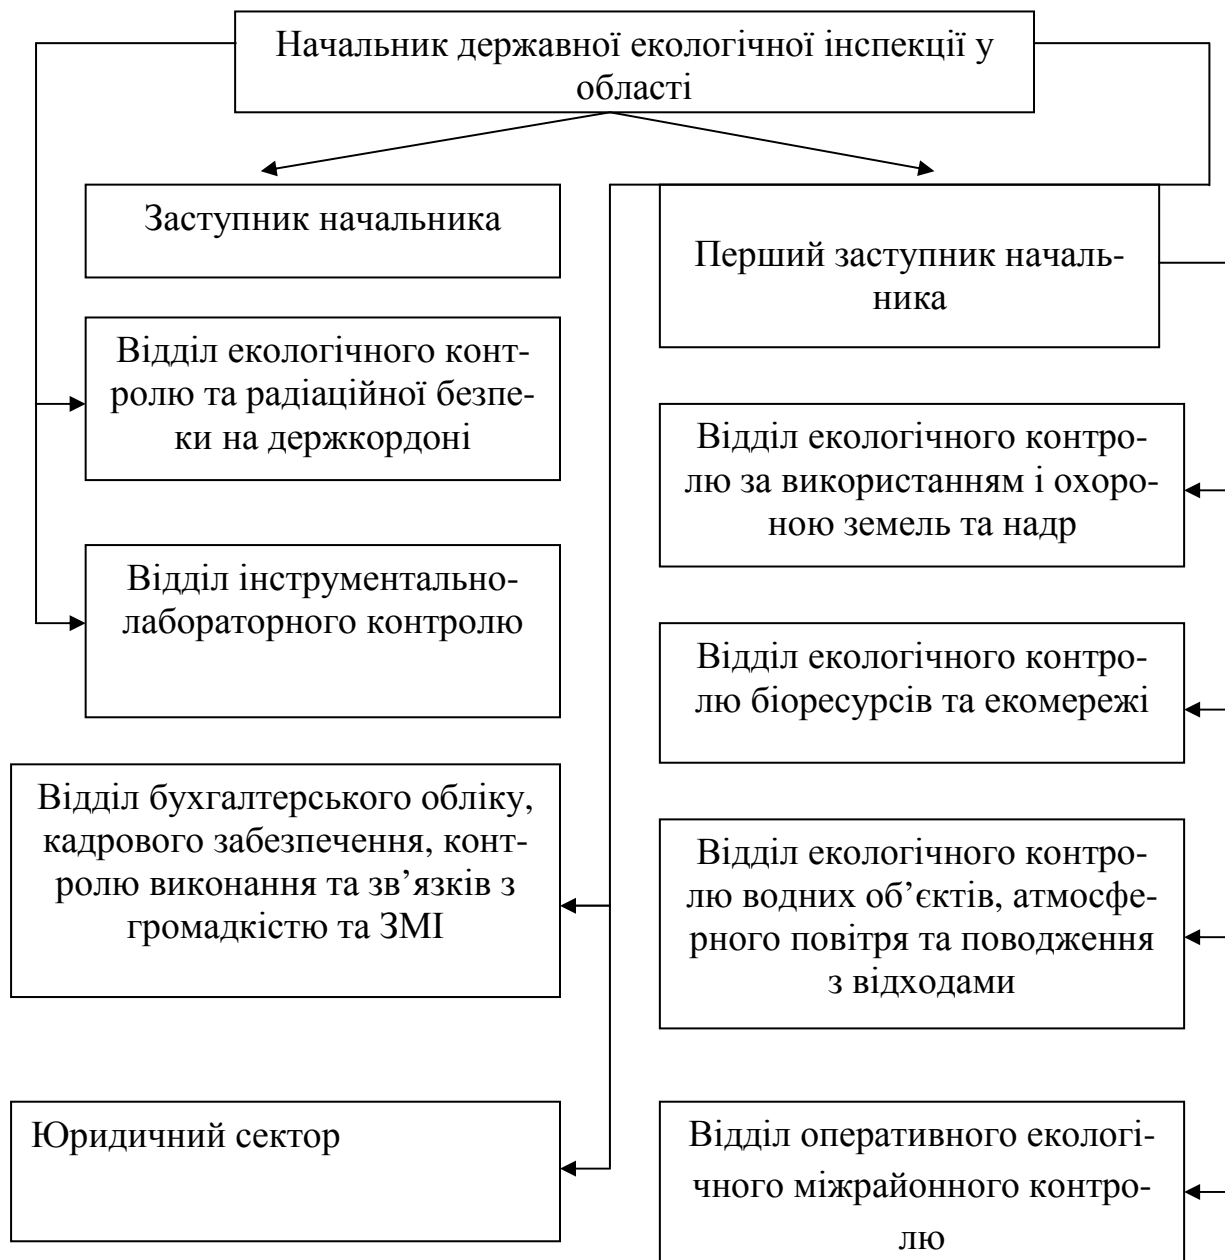 Начальник державної екологічної інспекції у
області
Заступник начальника
Перший заступник началь-
ника
Відділ екологічного конт-
ролю та радіаційної безпе-
ки на держкордоні
Відділ екологічного контро-
лю за використанням і охоро-
ною земель та надр
Відділ інструментально-
лабораторного контролю
Відділ екологічного контро-
лю біоресурсів та екомережі
Відділ бухгалтерського обліку,
кадрового забезпечення, конт-
ролю виконання та зв’язків з
громадкістю та ЗМІ
Відділ екологічного контро-
лю водних об’єктів, атмосфе-
рного повітря та поводження
з відходами
Юридичний сектор
Відділ оперативного екологі-
чного міжрайонного контро-
лю